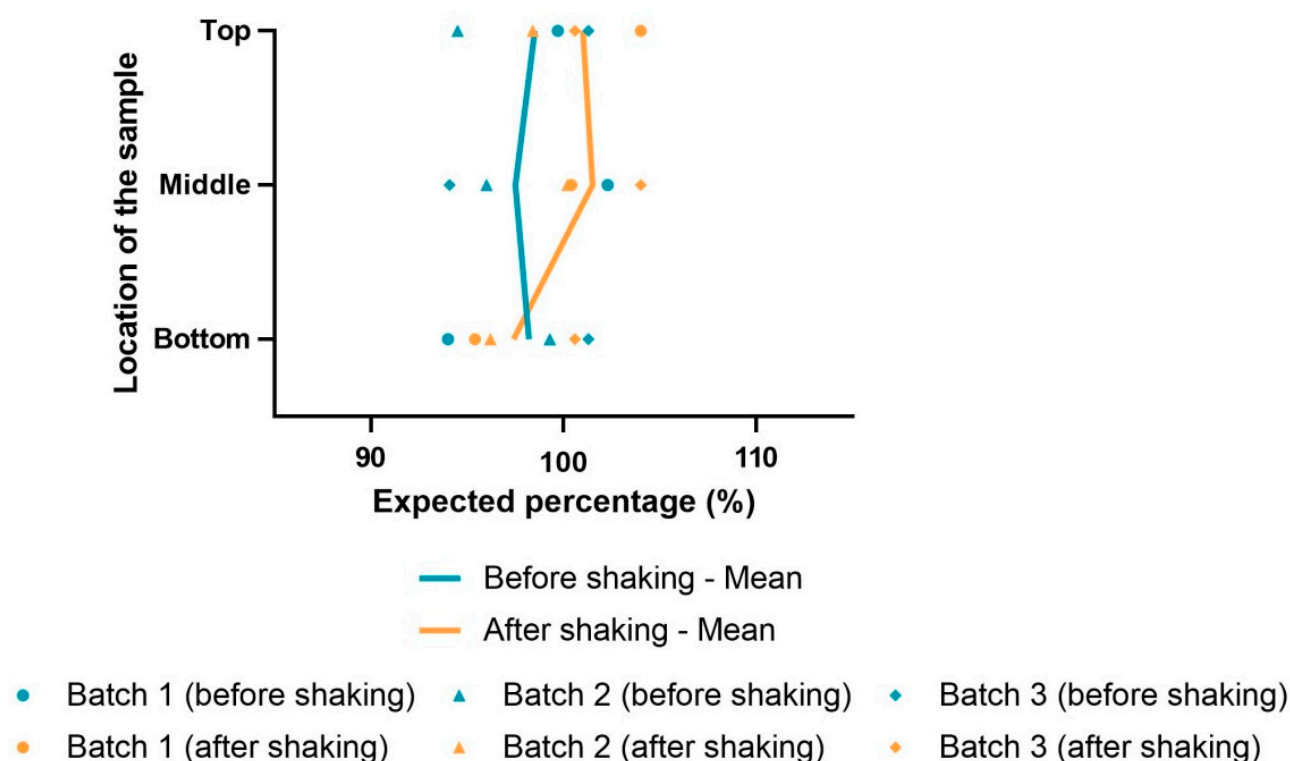 Top
Middle
Bottom
Location of the sample
90 100 110
Expected percentage (%)
Before shaking - Mean
After shaking - Mean
Batch 1 (before shaking) Batch 2 (before shaking) Batch 3 (before shaking)
Batch 1 (after shaking) Batch 2 (after shaking) Batch 3 (after shaking)